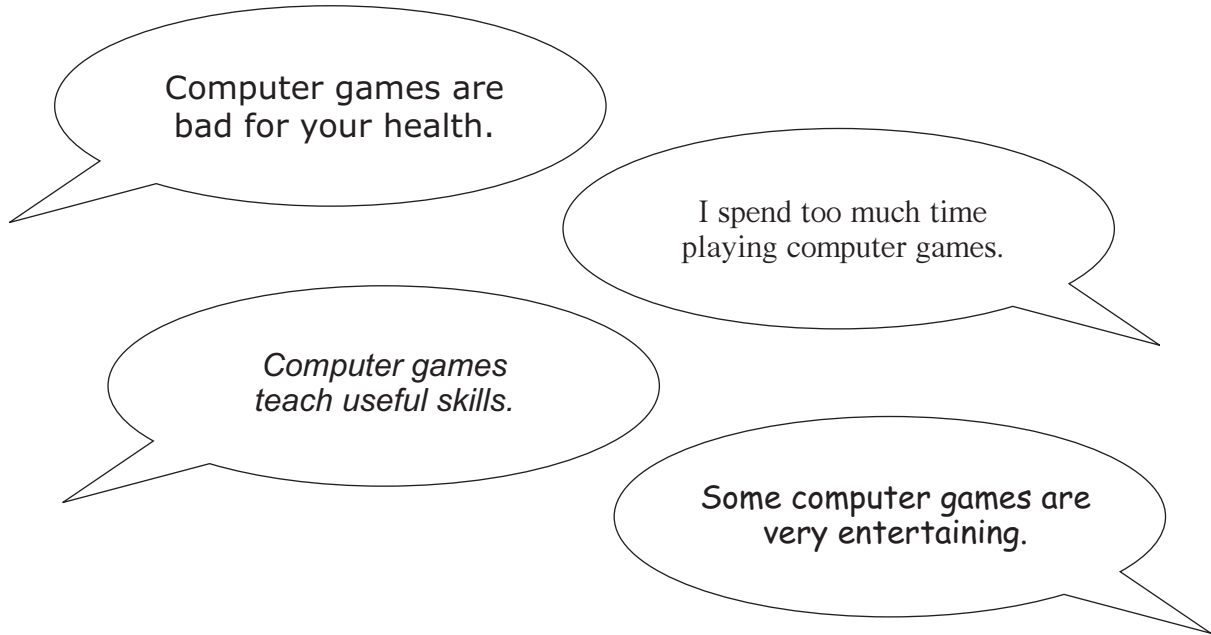 Computer games are
bad for your health.
I spend too much time
playing computer games.
Computer games
teach useful skills.
Some computer games are
very entertaining.